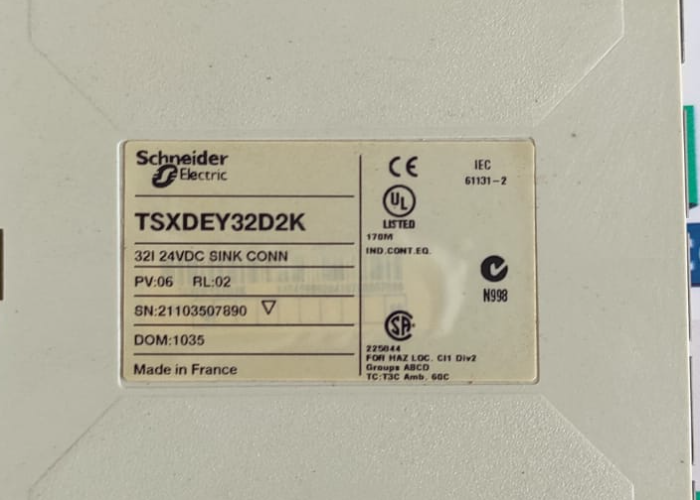 Schneider
Electric
TSXDEY32D2K
32I 24VDC SINK CONN
PV:06 RL:02
SN:21103507890
DOM:1035
Made in France
CE
UL
LISTED
170M
IND.CONT.EQ.
IEC
61131-2
N998
SA
225044
FOR HAZ LOC. Cl1 Div2
Groups ABCD
TC:T3C Amb. 60C